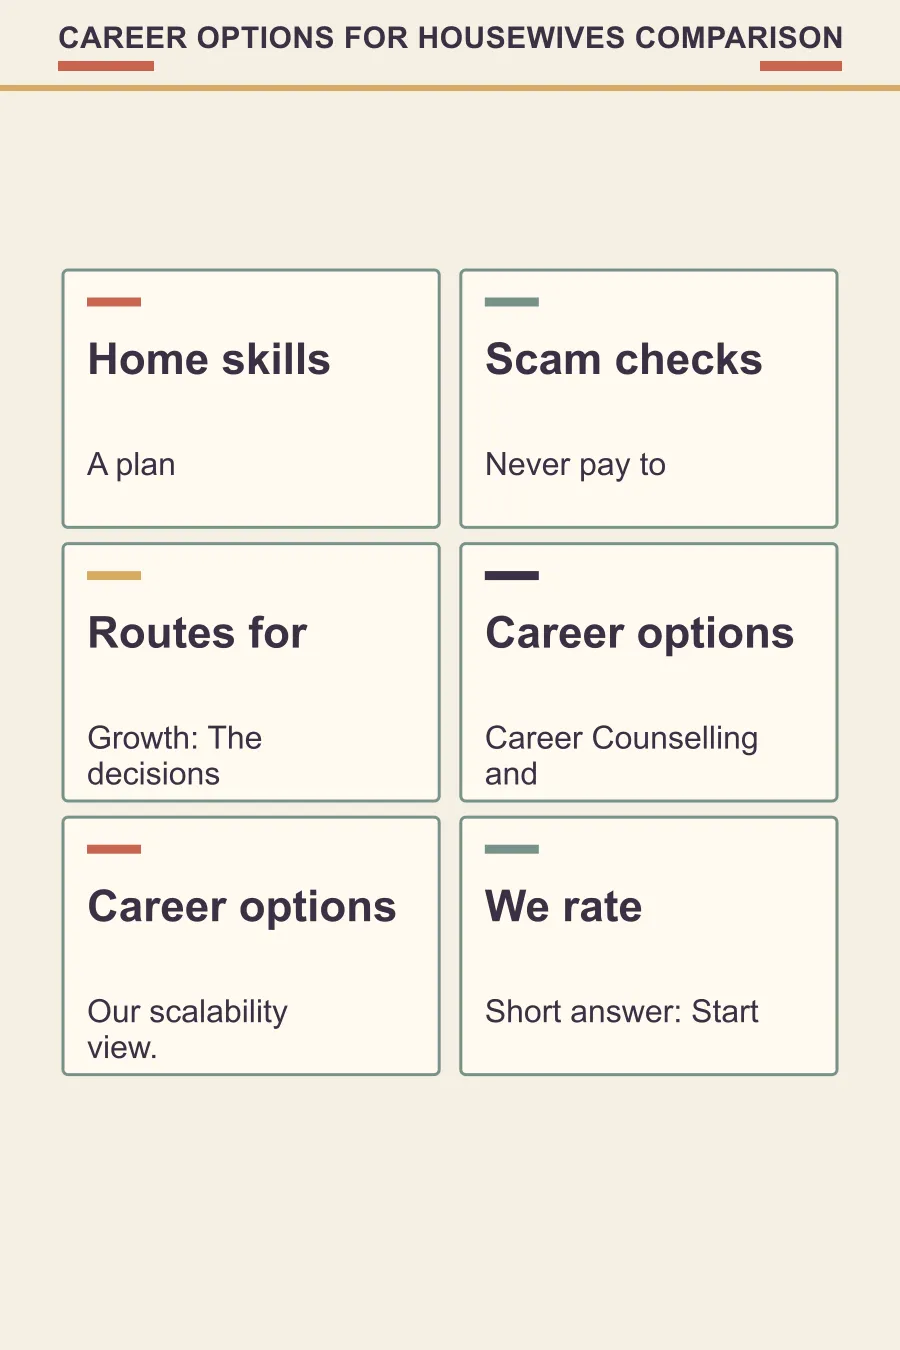 CAREER OPTIONS FOR HOUSEWIVES COMPARISON
Home skills
A plan
Scam checks
Never pay to
Routes for
Growth: The
decisions
Career options
Career Counselling
and
Career options
Our scalability
view.
We rate
Short answer: Start